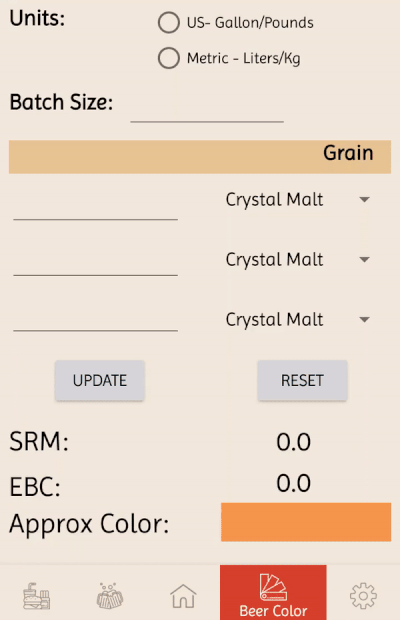 Units:
US- Gallon/Pounds
Metric - Liters/Kg
Batch Size:
Grain
Crystal Malt
Crystal Malt
Crystal Malt
UPDATE RESET
SRM: 0.0
EBC: 0.0
Approx Color:
Beer Color